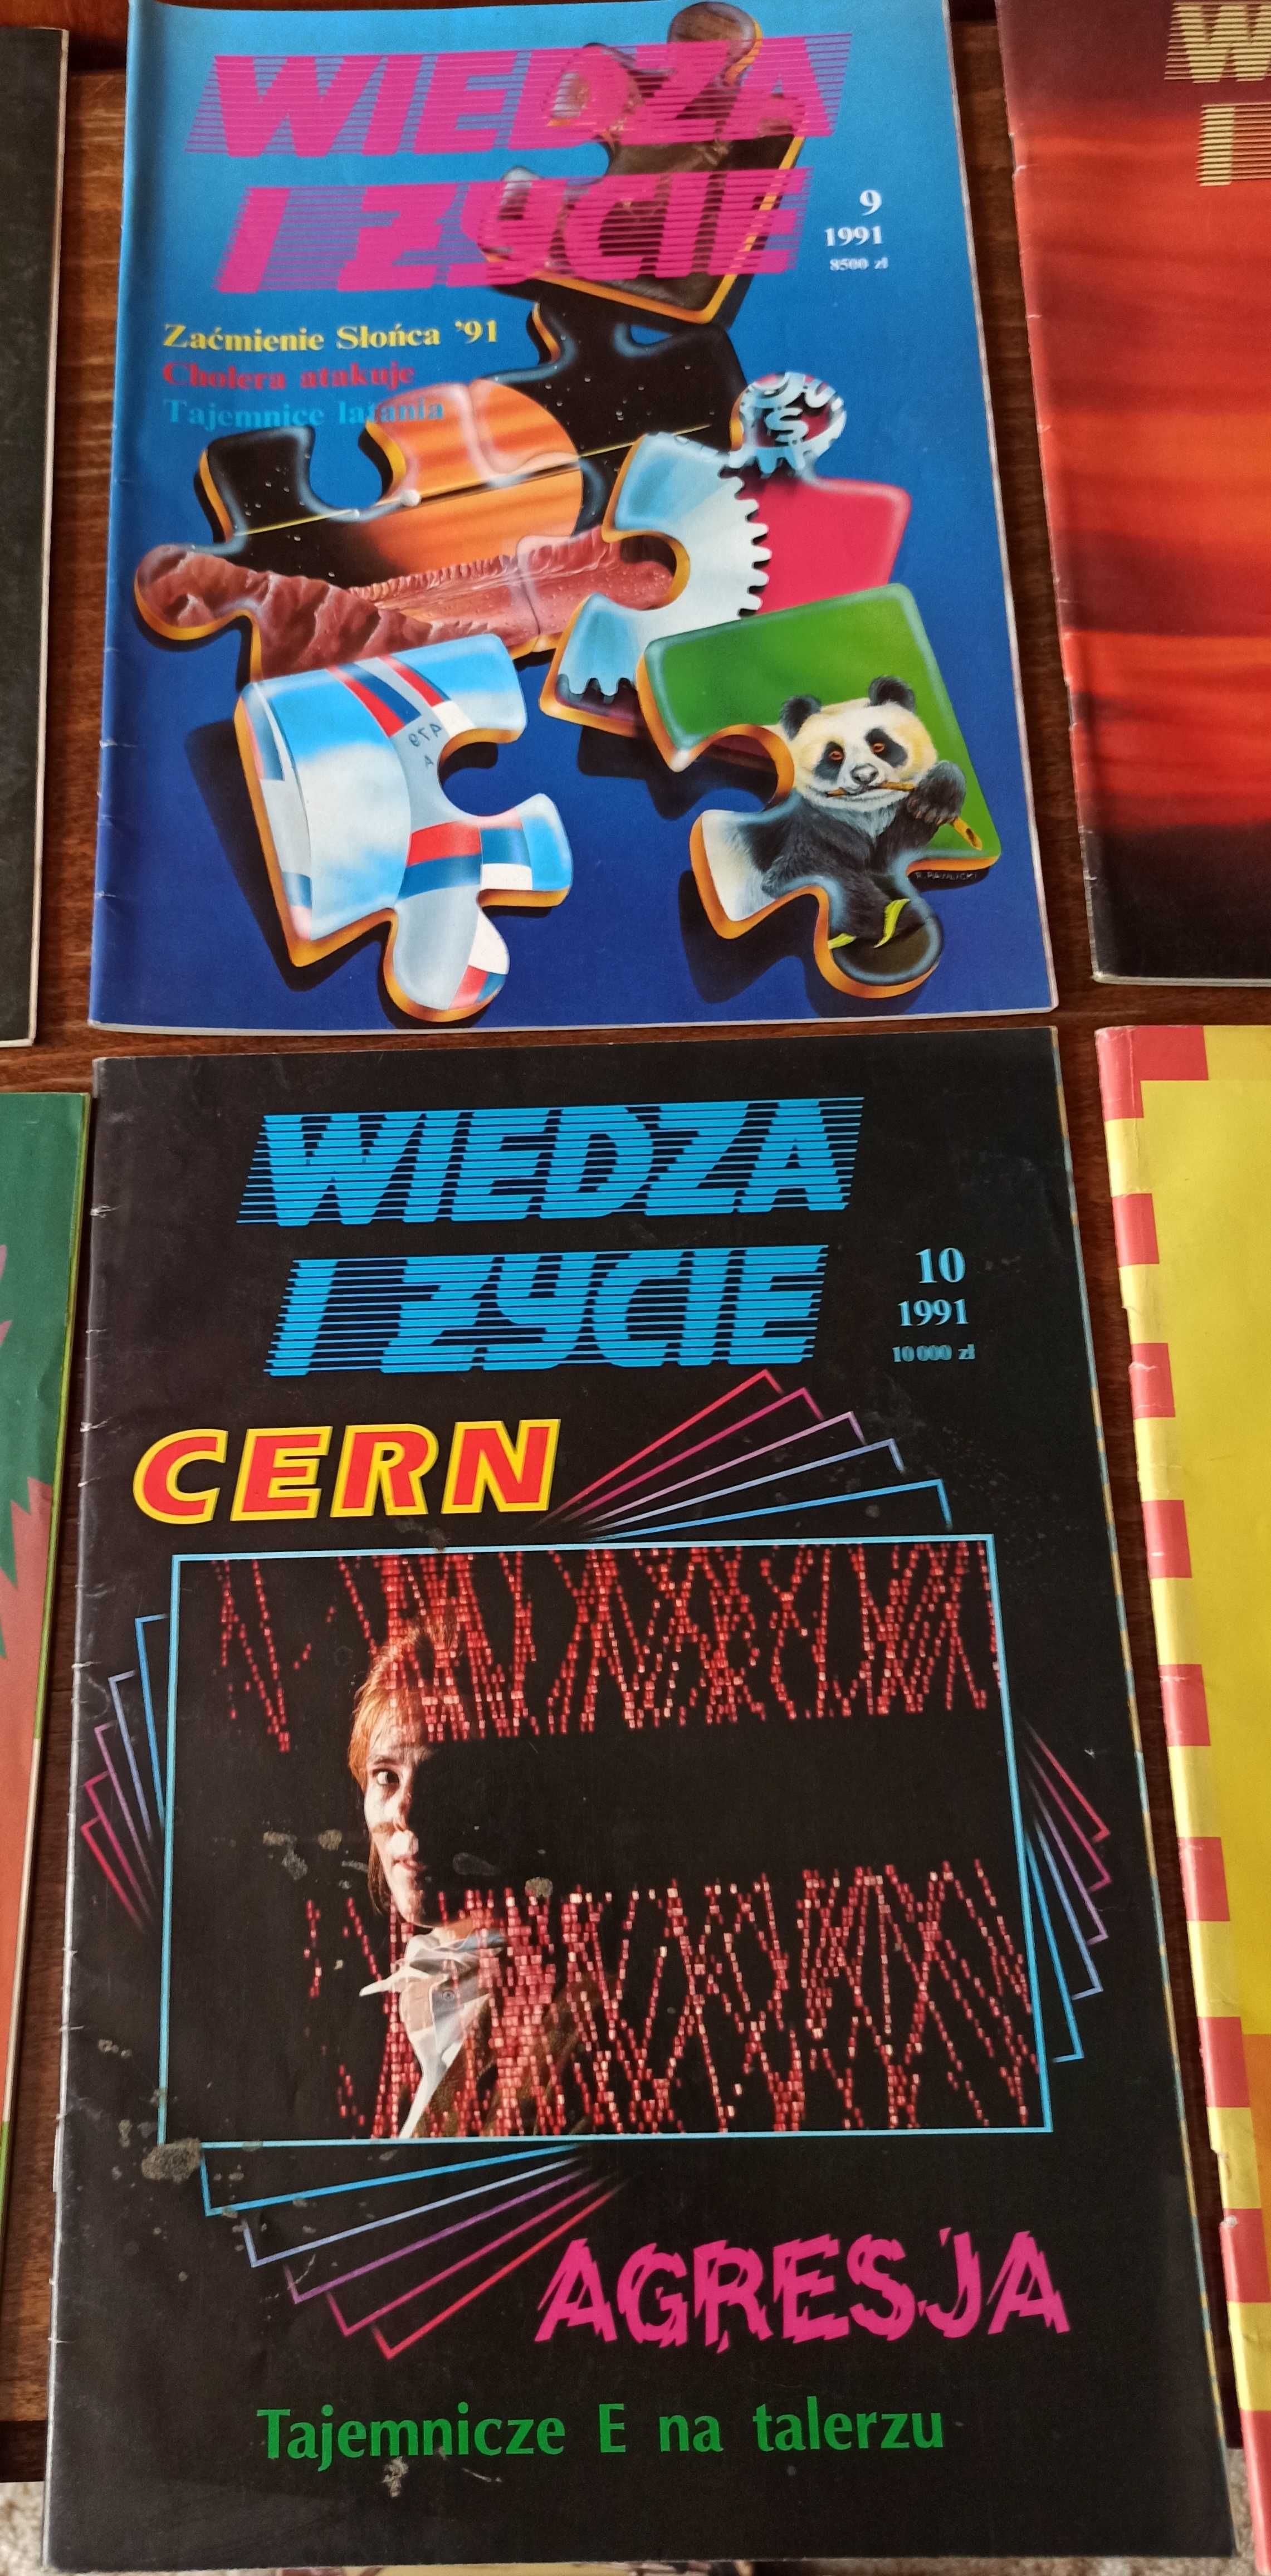 WIEDZA
I ŻYCIE
9
1991
8500 zł
Zaćmienie Słońca '91
Cholera atakuje
Tajemnice latania
R. PAWLICKI
WIEDZA
I ŻYCIE
10
1991
10 000 zł
CERN
AGRESJA
Tajemnicze E na talerzu
W
I